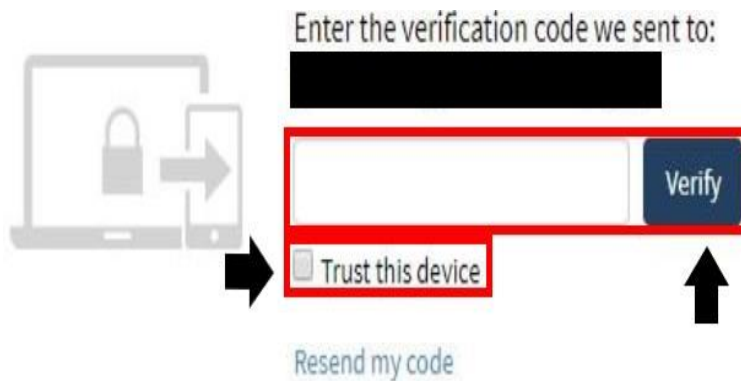 Enter the verification code we sent to:
Verify
Trust this device
Resend my code